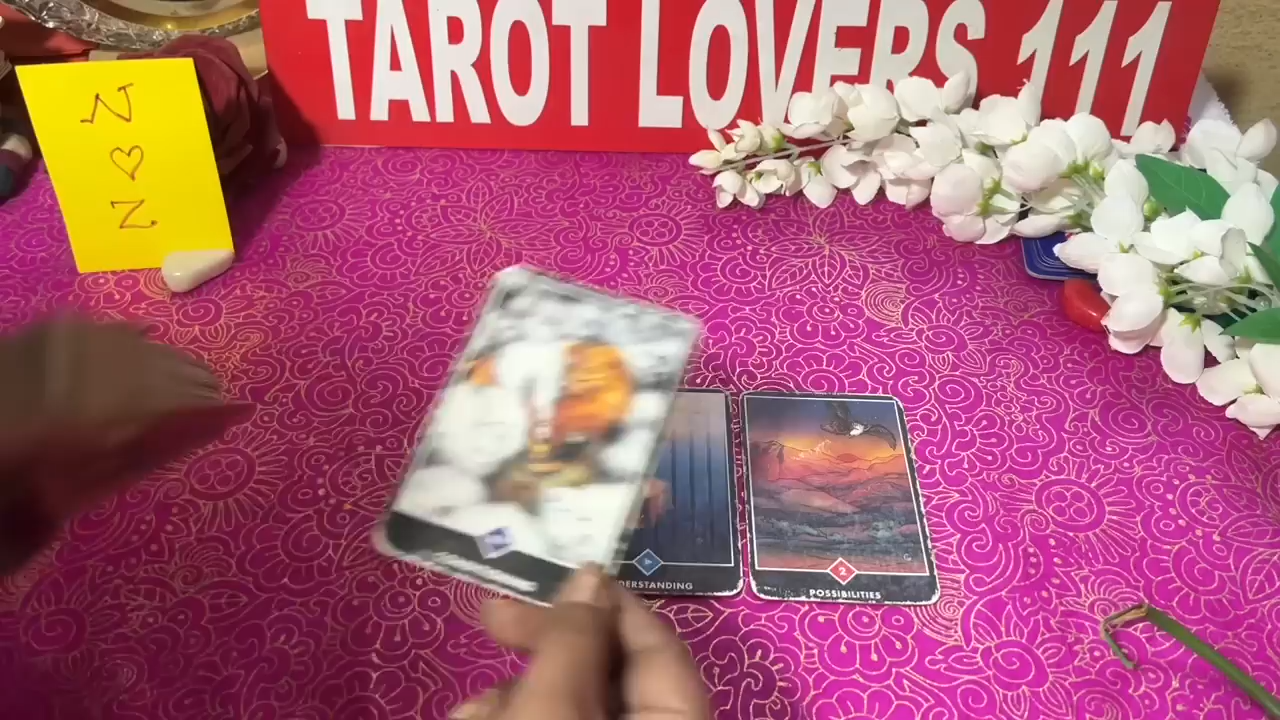 TAROT LOVERS 111
N
♡
N
DERSTANDING
2
POSSIBILITIES